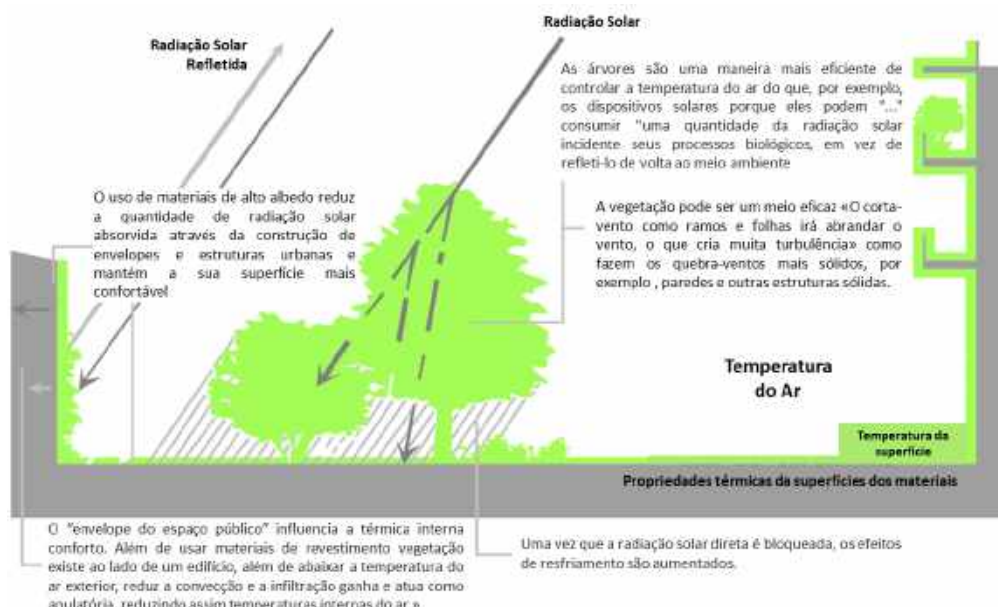 Radiação Solar
Refletida
Radiação Solar
As árvores são uma maneira mais eficiente de
controlar a temperatura do ar do que, por exemplo,
os dispositivos solares porque eles podem "..."
consumir "uma quantidade da radiação solar
incidente seus processos biológicos, em vez de
refleti-lo de volta ao meio ambiente
O uso de materiais de alto albedo reduz
a quantidade de radiação solar
absorvida através da construção de
envelopes e estruturas urbanas e
mantém a sua superfície mais
confortável
A vegetação pode ser um meio eficaz «O corta-
vento como ramos e folhas irá abrandar o
vento, o que cria muita turbulência» como
fazem os quebra-ventos mais sólidos, por
exemplo , paredes e outras estruturas sólidas.
Temperatura
do Ar
Temperatura da
superfície
Propriedades térmicas da superfícies dos materiais
O "envelope do espaço público" influencia a térmica interna
conforto. Além de usar materiais de revestimento vegetação
existe ao lado de um edifício, além de abaixar a temperatura do
ar exterior, reduz a convecção e a infiltração ganha e atua como
reduzindo assim temperaturas internas do ar »
Uma vez que a radiação solar direta é bloqueada, os efeitos
de resfriamento são aumentados.